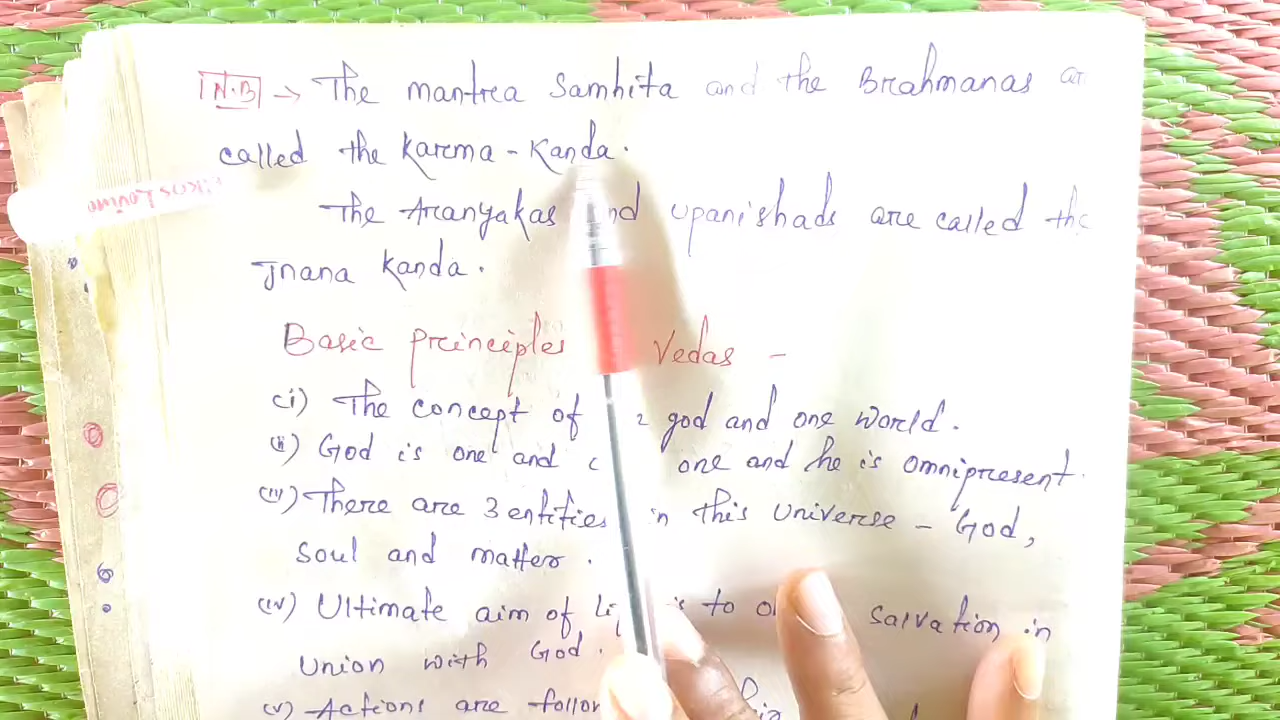 N.B → The mantra Samhita and the Brahmanas ar
called the Karma - Kanda.
The Aranyakas nd Upanishads are called the
Jnana Kanda.
Basic principles Vedas -
(i) The concept of god and one world.
(ii) God is one and one and he is omnipresent.
(iii) There are 3 entities in this universe - God,
Soul and matter.
(iv) Ultimate aim of is to salvation in
Union with God.
(v) Actions are